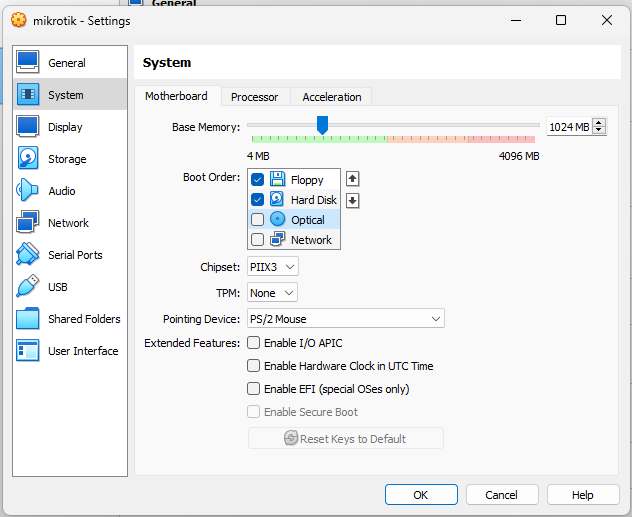 General
mikrotik - Settings
General
System
Display
Storage
Audio
Network
Serial Ports
USB
Shared Folders
User Interface
System
Motherboard Processor Acceleration
Base Memory: 1024 MB
4 MB 4096 MB
Boot Order: Floppy
Hard Disk
Optical
Network
Chipset: PIIX3
TPM: None
Pointing Device: PS/2 Mouse
Extended Features: Enable I/O APIC
Enable Hardware Clock in UTC Time
Enable EFI (special OSes only)
Enable Secure Boot
Reset Keys to Default
OK Cancel Help